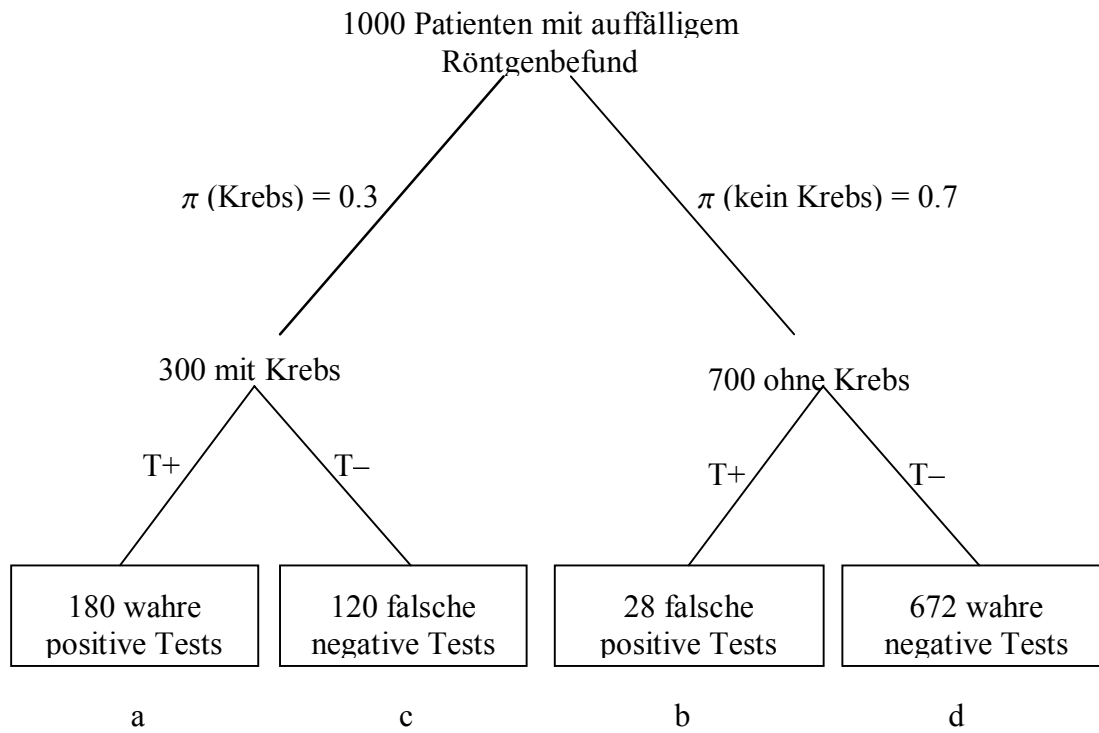 1000 Patienten mit auffälligem
Röntgenbefund
π (Krebs) = 0.3
π (kein Krebs) = 0.7
300 mit Krebs
700 ohne Krebs
T+
T–
T+
T–
180 wahre
positive Tests
120 falsche
negative Tests
28 falsche
positive Tests
672 wahre
negative Tests
a
c
b
d